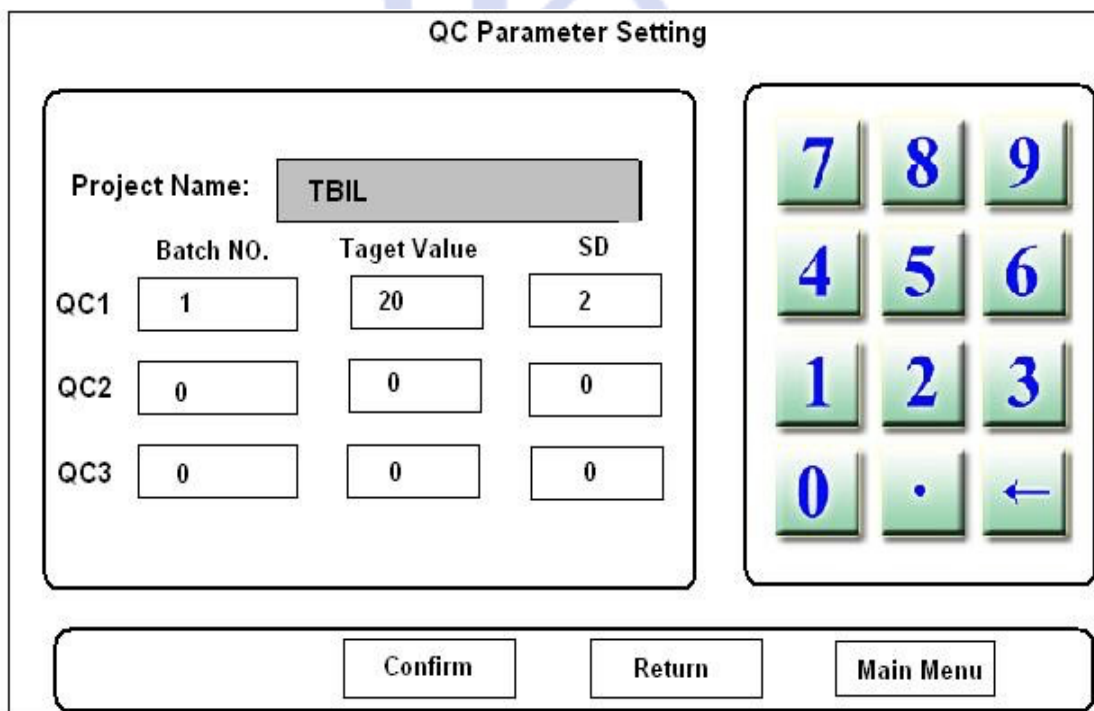 QC Parameter Setting
Project Name: TBIL
Batch NO. Taget Value SD
QC1 1 20 2
QC2 0 0 0
QC3 0 0 0
7 8 9
4 5 6
1 2 3
0 . ←
Confirm Return Main Menu